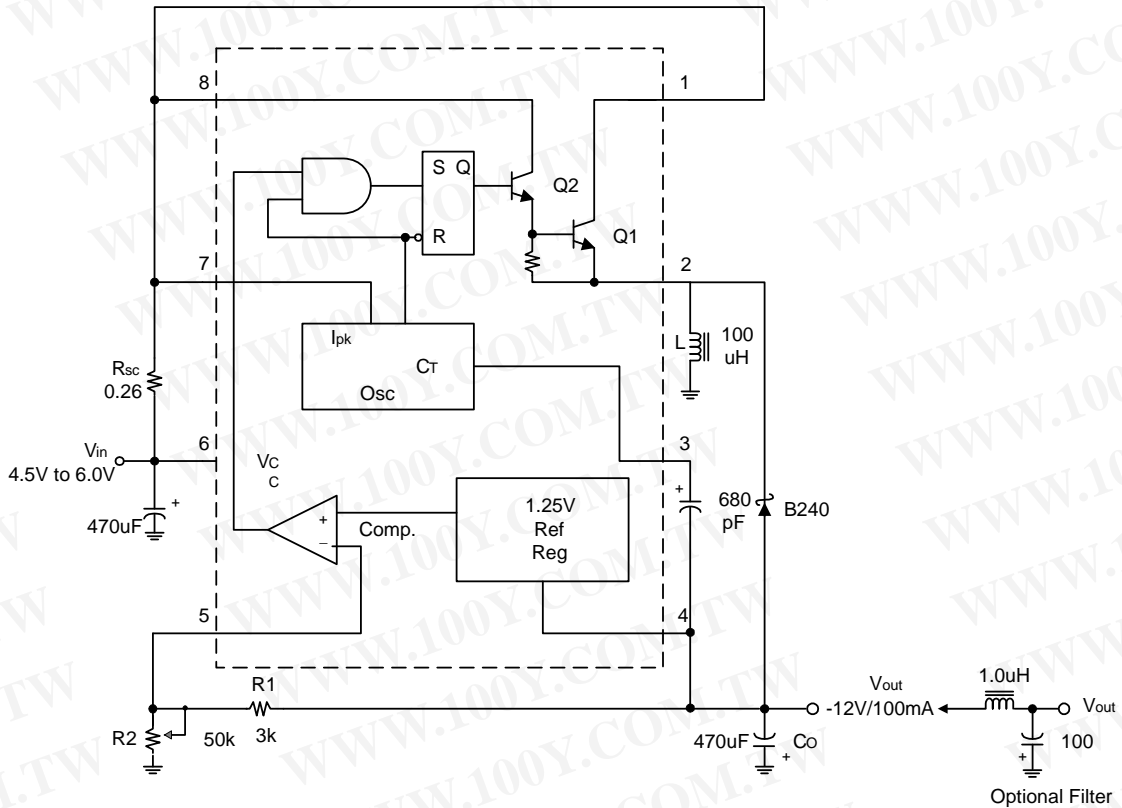 8
1
S Q
Q2
R
Q1
7
2
Ipk
CT
Osc
L
100
uH
Rsc
0.26
Vin
4.5V to 6.0V
6
3
VC
C
470uF
+
+
−
Comp.
1.25V
Ref
Reg
+
680
pF
B240
5
4
R1
3k
R2
50k
Vout
-12V/100mA
1.0uH
Vout
470uF
Co
+
100
+
Optional Filter
WWW.100Y.COM.TW